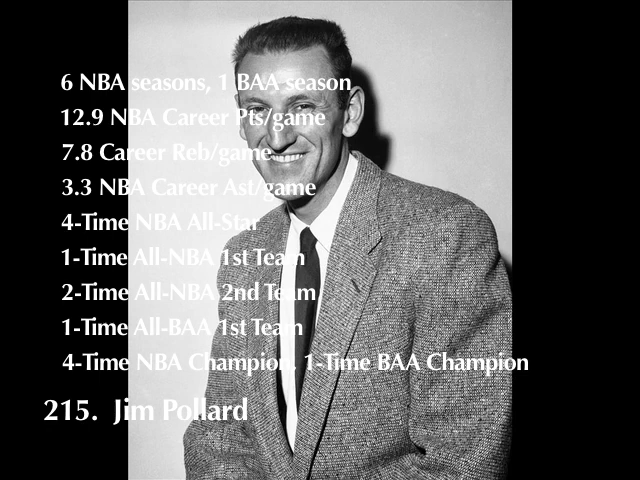 6 NBA seasons, 1 BAA season
12.9 NBA Career Pts/game
7.8 Career Reb/game
3.3 NBA Career Ast/game
4-Time NBA All-Star
1-Time All-NBA 1st Team
2-Time All-NBA 2nd Team
1-Time All-BAA 1st Team
4-Time NBA Champion, 1-Time BAA Champion
215. Jim Pollard